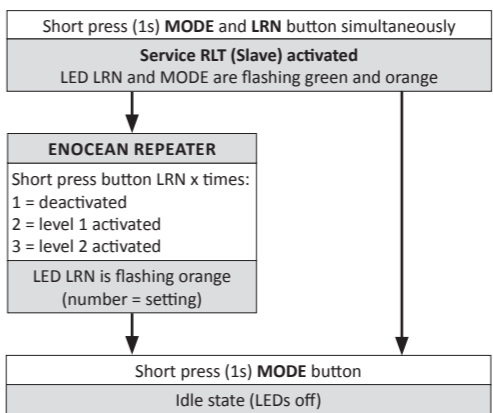 Short press (1s) MODE and LRN button simultaneously
Service RLT (Slave) activated
LED LRN and MODE are flashing green and orange
ENOCEAN REPEATER
Short press button LRN x times:
1 = deactivated
2 = level 1 activated
3 = level 2 activated
LED LRN is flashing orange
(number = setting)
Short press (1s) MODE button
Idle state (LEDs off)